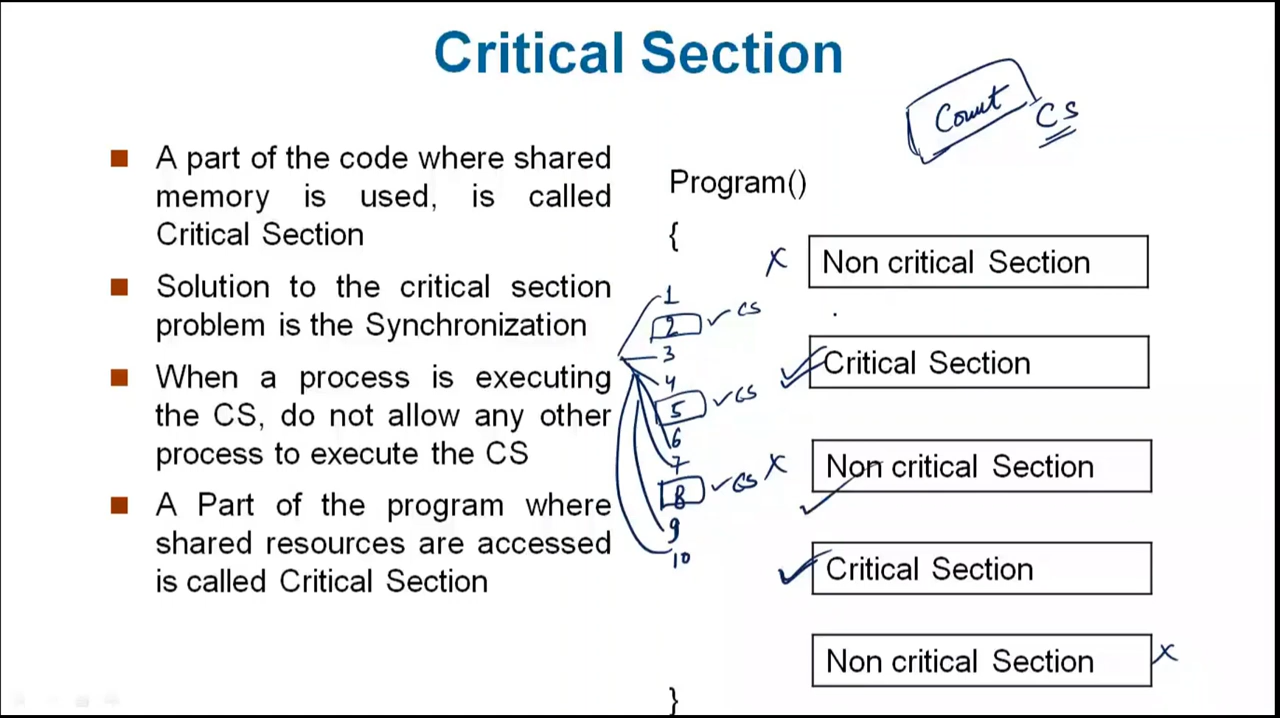 Critical Section
Count
CS
A part of the code where shared
memory is used, is called
Critical Section
Solution to the critical section
problem is the Synchronization
When a process is executing
the CS, do not allow any other
process to execute the CS
A Part of the program where
shared resources are accessed
is called Critical Section
Program()
{
1
2 CS
3
4
5 CS
6
7
8 CS
9
10
Non critical Section
Critical Section
Non critical Section
Critical Section
Non critical Section
}